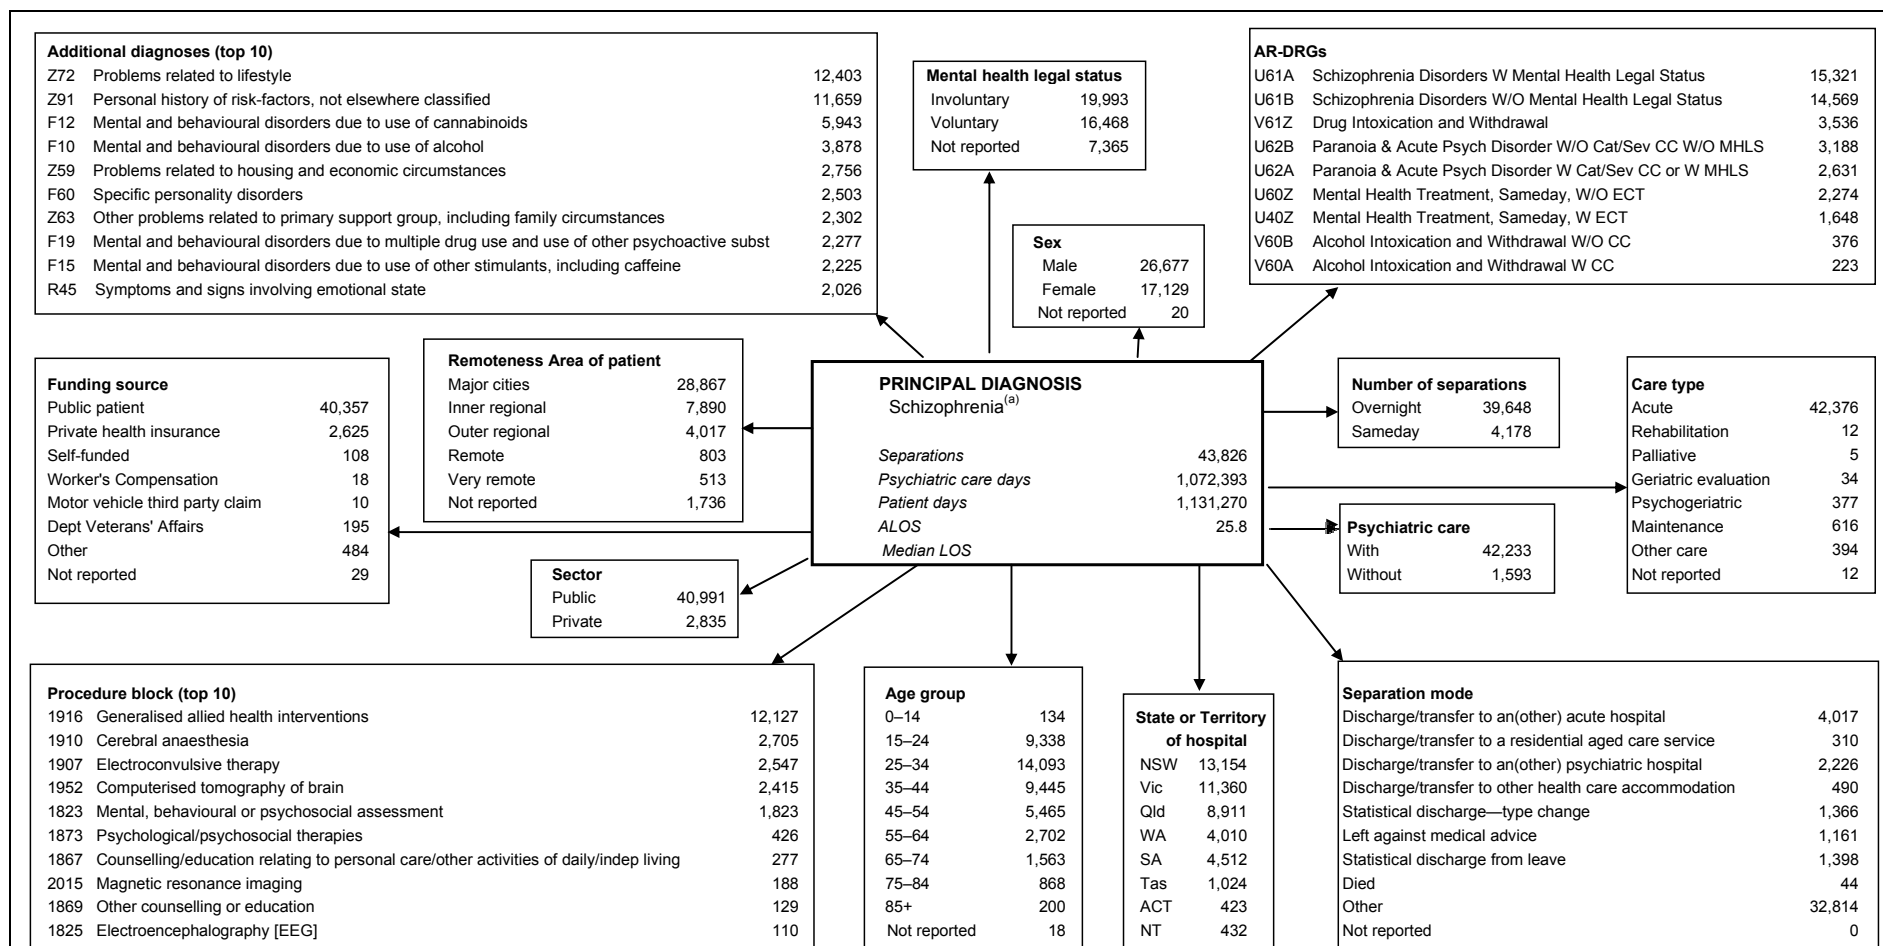 Additional diagnoses (top 10)
Z72 Problems related to lifestyle 12,403
Z91 Personal history of risk-factors, not elsewhere classified 11,659
F12 Mental and behavioural disorders due to use of cannabinoids 5,943
F10 Mental and behavioural disorders due to use of alcohol 3,878
Z59 Problems related to housing and economic circumstances 2,756
F60 Specific personality disorders 2,503
Z63 Other problems related to primary support group, including family circumstances 2,302
F19 Mental and behavioural disorders due to multiple drug use and use of other psychoactive subst 2,277
F15 Mental and behavioural disorders due to use of other stimulants, including caffeine 2,225
R45 Symptoms and signs involving emotional state 2,026
Mental health legal status
Involuntary 19,993
Voluntary 16,468
Not reported 7,365
Sex
Male 26,677
Female 17,129
Not reported 20
AR-DRGs
U61A Schizophrenia Disorders W Mental Health Legal Status 15,321
U61B Schizophrenia Disorders W/O Mental Health Legal Status 14,569
V61Z Drug Intoxication and Withdrawal 3,536
U62B Paranoia & Acute Psych Disorder W/O Cat/Sev CC W/O MHLS 3,188
U62A Paranoia & Acute Psych Disorder W Cat/Sev CC or W MHLS 2,631
U60Z Mental Health Treatment, Sameday, W/O ECT 2,274
U40Z Mental Health Treatment, Sameday, W ECT 1,648
V60B Alcohol Intoxication and Withdrawal W/O CC 376
V60A Alcohol Intoxication and Withdrawal W CC 223
Funding source
Public patient 40,357
Private health insurance 2,625
Self-funded 108
Worker's Compensation 18
Motor vehicle third party claim 10
Dept Veterans' Affairs 195
Other 484
Not reported 29
Remoteness Area of patient
Major cities 28,867
Inner regional 7,890
Outer regional 4,017
Remote 803
Very remote 513
Not reported 1,736
Sector
Public 40,991
Private 2,835
PRINCIPAL DIAGNOSIS
Schizophrenia(a)
Separations 43,826
Psychiatric care days 1,072,393
Patient days 1,131,270
ALOS 25.8
Median LOS
Number of separations
Overnight 39,648
Sameday 4,178
Psychiatric care
With 42,233
Without 1,593
Care type
Acute 42,376
Rehabilitation 12
Palliative 5
Geriatric evaluation 34
Psychogeriatric 377
Maintenance 616
Other care 394
Not reported 12
Procedure block (top 10)
1916 Generalised allied health interventions 12,127
1910 Cerebral anaesthesia 2,705
1907 Electroconvulsive therapy 2,547
1952 Computerised tomography of brain 2,415
1823 Mental, behavioural or psychosocial assessment 1,823
1873 Psychological/psychosocial therapies 426
1867 Counselling/education relating to personal care/other activities of daily/indep living 277
2015 Magnetic resonance imaging 188
1869 Other counselling or education 129
1825 Electroencephalography [EEG] 110
Age group
0–14 134
15–24 9,338
25–34 14,093
35–44 9,445
45–54 5,465
55–64 2,702
65–74 1,563
75–84 868
85+ 200
Not reported 18
State or Territory
of hospital
NSW 13,154
Vic 11,360
Qld 8,911
WA 4,010
SA 4,512
Tas 1,024
ACT 423
NT 432
Separation mode
Discharge/transfer to an(other) acute hospital 4,017
Discharge/transfer to a residential aged care service 310
Discharge/transfer to an(other) psychiatric hospital 2,226
Discharge/transfer to other health care accommodation 490
Statistical discharge—type change 1,366
Left against medical advice 1,161
Statistical discharge from leave 1,398
Died 44
Other 32,814
Not reported 0